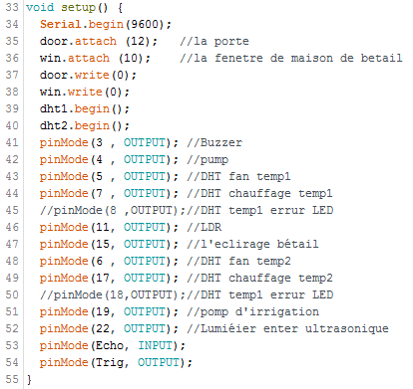 33 void setup() {
34 Serial.begin(9600);
35 door.attach (12); //la porte
36 win.attach (10); //la fenetre de maison de betail
37 door.write(0);
38 win.write(0);
39 dht1.begin();
40 dht2.begin();
41 pinMode(3 , OUTPUT); //Buzzer
42 pinMode(4 , OUTPUT); //pump
43 pinMode(5 , OUTPUT); //DHT fan temp1
44 pinMode(7 , OUTPUT); //DHT chauffage temp1
45 //pinMode(8 ,OUTPUT);//DHT temp1 errur LED
46 pinMode(11, OUTPUT); //LDR
47 pinMode(15, OUTPUT); //l'eclirage bétail
48 pinMode(6 , OUTPUT); //DHT fan temp2
49 pinMode(17, OUTPUT); //DHT chauffage temp2
50 //pinMode(18,OUTPUT);//DHT temp1 errur LED
51 pinMode(19, OUTPUT); //pomp d'irrigation
52 pinMode(22, OUTPUT); //Lumiéier enter ultrasonique
53 pinMode(Echo, INPUT);
54 pinMode(Trig, OUTPUT);
55 }